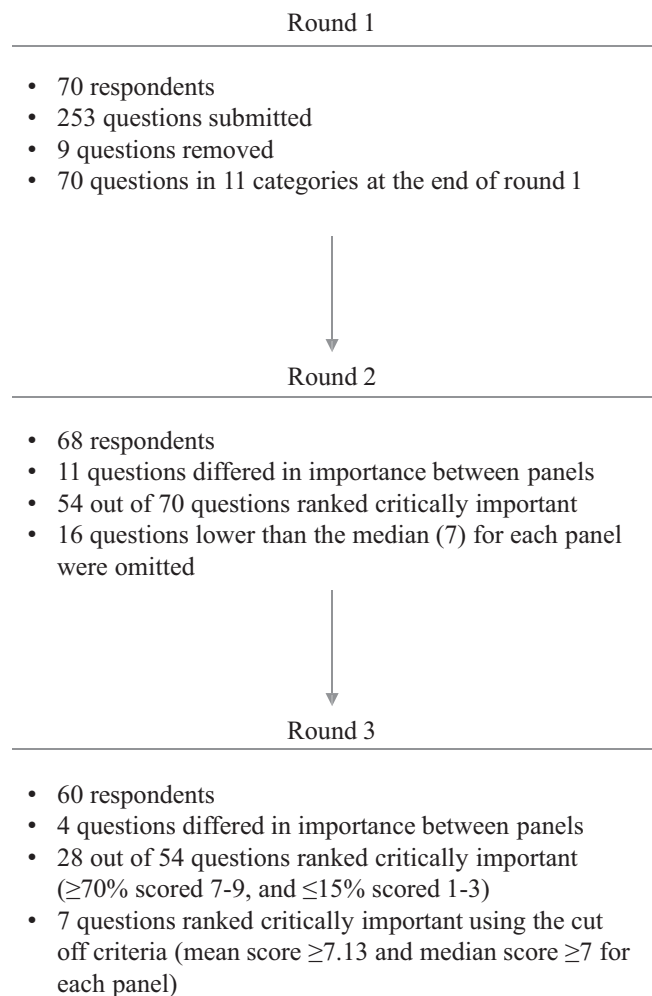 Round 1
• 70 respondents
• 253 questions submitted
• 9 questions removed
• 70 questions in 11 categories at the end of round 1
Round 2
• 68 respondents
• 11 questions differed in importance between panels
• 54 out of 70 questions ranked critically important
• 16 questions lower than the median (7) for each panel
were omitted
Round 3
• 60 respondents
• 4 questions differed in importance between panels
• 28 out of 54 questions ranked critically important
(≥70% scored 7-9, and ≤15% scored 1-3)
• 7 questions ranked critically important using the cut
off criteria (mean score ≥7.13 and median score ≥7 for
each panel)